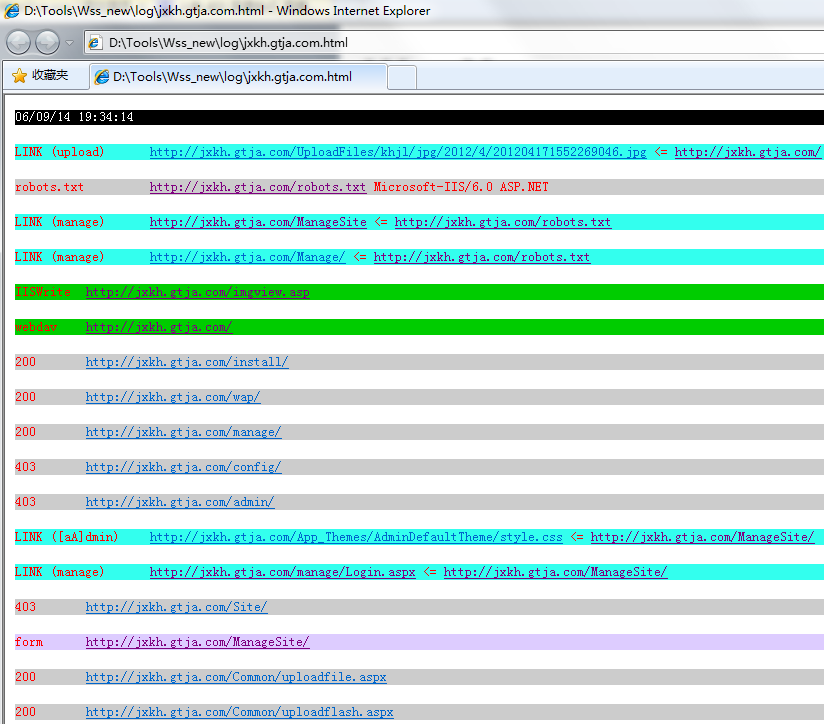 D:\Tools\Wss_new\log\jxkh.gtja.com.html - Windows Internet Explorer
D:\Tools\Wss_new\log\jxkh.gtja.com.html
收藏夹 D:\Tools\Wss_new\log\jxkh.gtja.com.html
06/09/14 19:34:14
LINK (upload) http://jxkh.gtja.com/UploadFiles/khjl/jpg/2012/4/201204171552269046.jpg <= http://jxkh.gtja.com/
robots.txt http://jxkh.gtja.com/robots.txt Microsoft-IIS/6.0 ASP.NET
LINK (manage) http://jxkh.gtja.com/ManageSite <= http://jxkh.gtja.com/robots.txt
LINK (manage) http://jxkh.gtja.com/Manage/ <= http://jxkh.gtja.com/robots.txt
IISWrite http://jxkh.gtja.com/imgview.asp
webdav http://jxkh.gtja.com/
200 http://jxkh.gtja.com/install/
200 http://jxkh.gtja.com/wap/
200 http://jxkh.gtja.com/manage/
403 http://jxkh.gtja.com/config/
403 http://jxkh.gtja.com/admin/
LINK ([aA]dmin) http://jxkh.gtja.com/App_Themes/AdminDefaultTheme/style.css <= http://jxkh.gtja.com/ManageSite/
LINK (manage) http://jxkh.gtja.com/manage/Login.aspx <= http://jxkh.gtja.com/ManageSite/
403 http://jxkh.gtja.com/Site/
form http://jxkh.gtja.com/ManageSite/
200 http://jxkh.gtja.com/Common/uploadfile.aspx
200 http://jxkh.gtja.com/Common/uploadflash.aspx